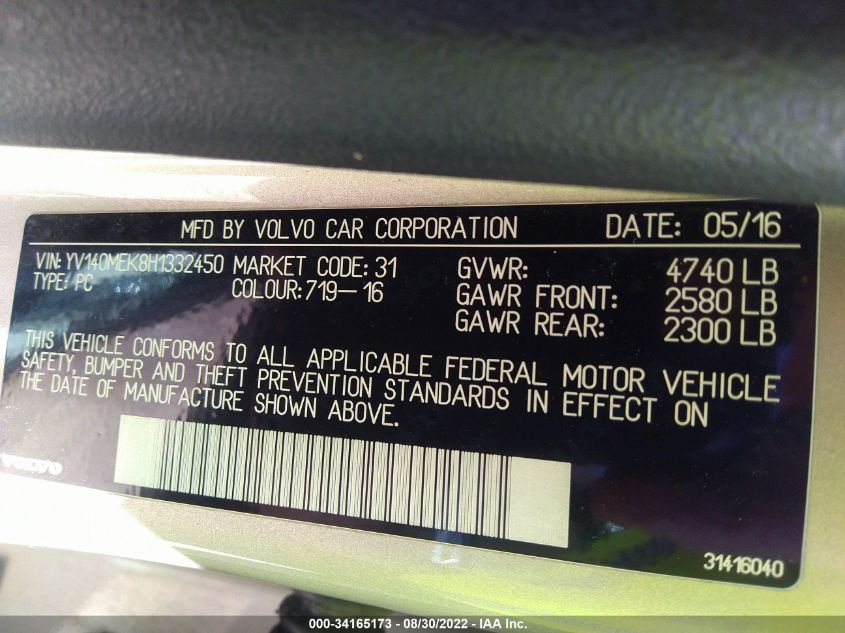 MFD BY VOLVO CAR CORPORATION DATE: 05/16
VIN: YV140MEK8H1332450 MARKET CODE: 31 GVWR: 4740 LB
TYPE: PC COLOUR: 719-16 GAWR FRONT: 2580 LB
GAWR REAR: 2300 LB
THIS VEHICLE CONFORMS TO ALL APPLICABLE FEDERAL MOTOR VEHICLE
SAFETY, BUMPER AND THEFT PREVENTION STANDARDS IN EFFECT ON
THE DATE OF MANUFACTURE SHOWN ABOVE.
VOLVO
31416040
000-34165173 - 08/30/2022 - IAA Inc.